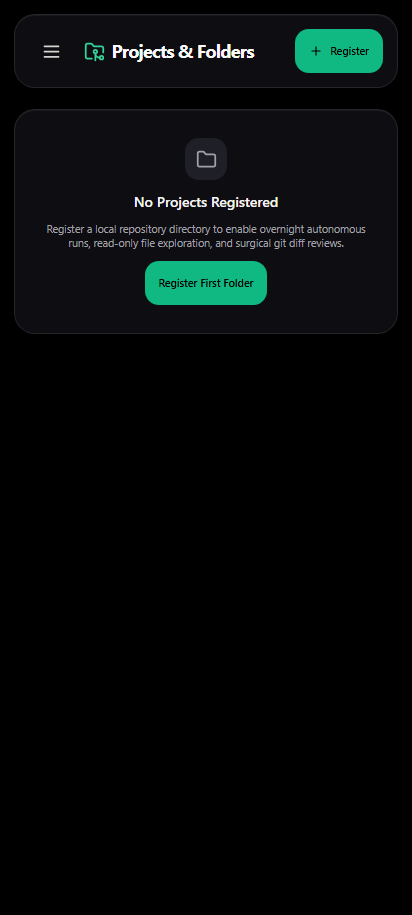 Projects & Folders
Register
No Projects Registered
Register a local repository directory to enable overnight autonomous
runs, read-only file exploration, and surgical git diff reviews.
Register First Folder